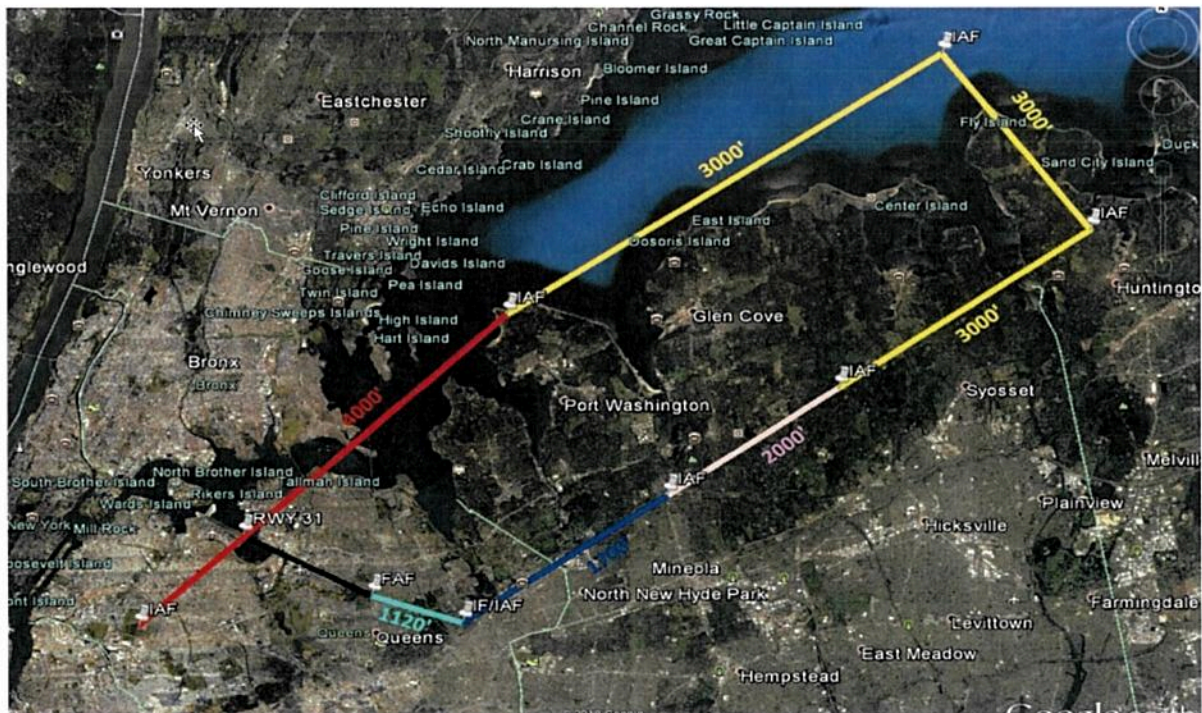 N
Grassy Rock
Channel Rock
Little Captain Island
North Manursing Island
Great Captain Island
IAF
Harrison
Bloomer Island
Eastchester
Pine Island
Crane Island
3000'
Fly Island
Shoothy Island
Duck
Yonkers
3000'
Cedar Island
Crab Island
Sand City Island
Clifford Island
Mt Vernon
Sedge Island
Echo Island
Center Island
Pine Island
East Island
IAF
Wright Island
Dosoris Island
Travers Island
Davids Island
nglewood
Goose Island
Pea Island
Twin Island
IAF
Huntingto
Chimney Sweeps Islands
High Island
Glen Cove
Hart Island
3000'
Bronx
Bronx
IAF
Syosset
4000'
Port Washington
2000'
Melvill
North Brother Island
South Brother Island
Rikers Island
Tallman Island
IAF
Wards Island
Plainview
New York
Mill Rock
RWY 31
Hicksville
oosevelt Island
Mineola
FAF
North New Hyde Park
Farmingdale
ont Island
IAF
IF/IAF
1120'
Levittown
Queens
Queens
East Meadow
Hempstead